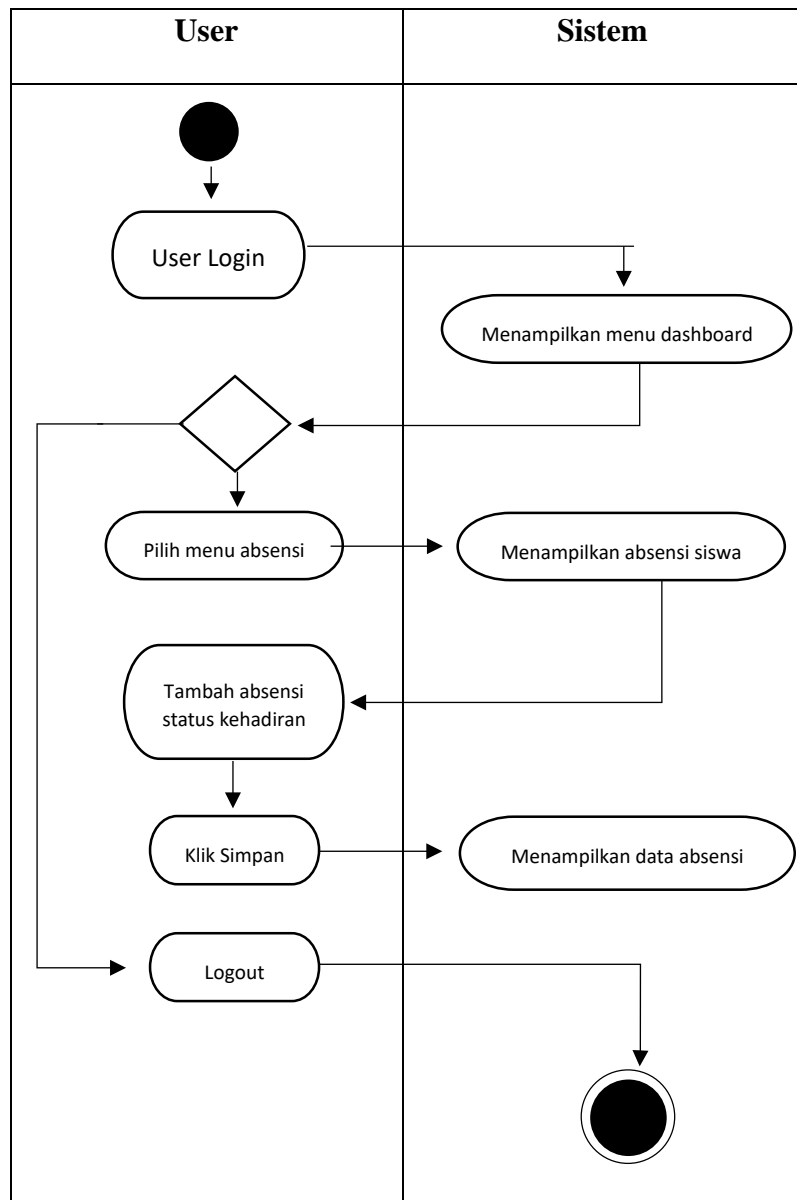 User
Sistem
User Login
Menampilkan menu dashboard
Pilih menu absensi
Menampilkan absensi siswa
Tambah absensi
status kehadiran
Klik Simpan
Menampilkan data absensi
Logout